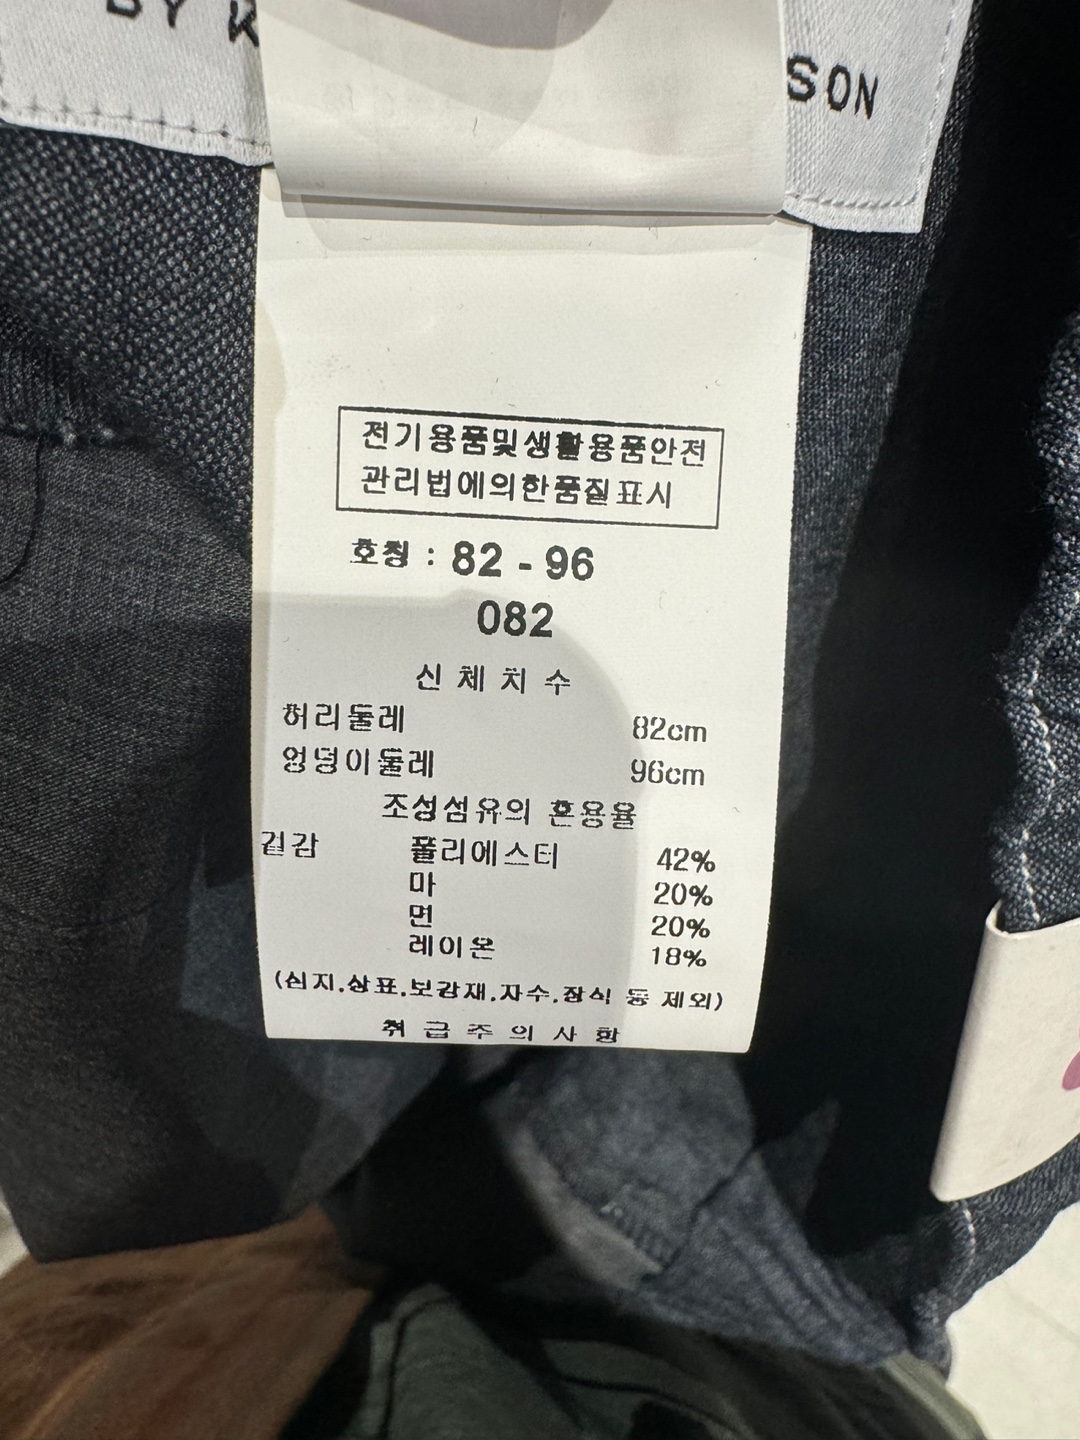 BY K
SON
전기용품및생활용품안전
관리법에의한품질표시
호칭 : 82 - 96
082
신 체 치 수
허리둘레 82cm
엉덩이둘레 96cm
조성섬유의 혼용율
겉감 폴리에스터 42%
마 20%
면 20%
레이온 18%
(심지.상표.보강재.자수.장식 등 제외)
취 급 주 의 사 항